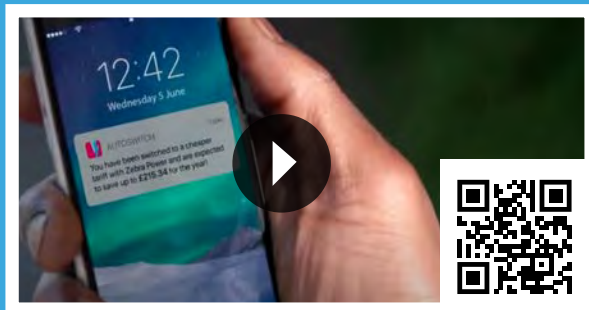 12:42
Wednesday 5 June
AUTOSWITCH
You have been switched to a cheaper
tariff with Zebra Power and are expected
to save up to £215.34 for the year!